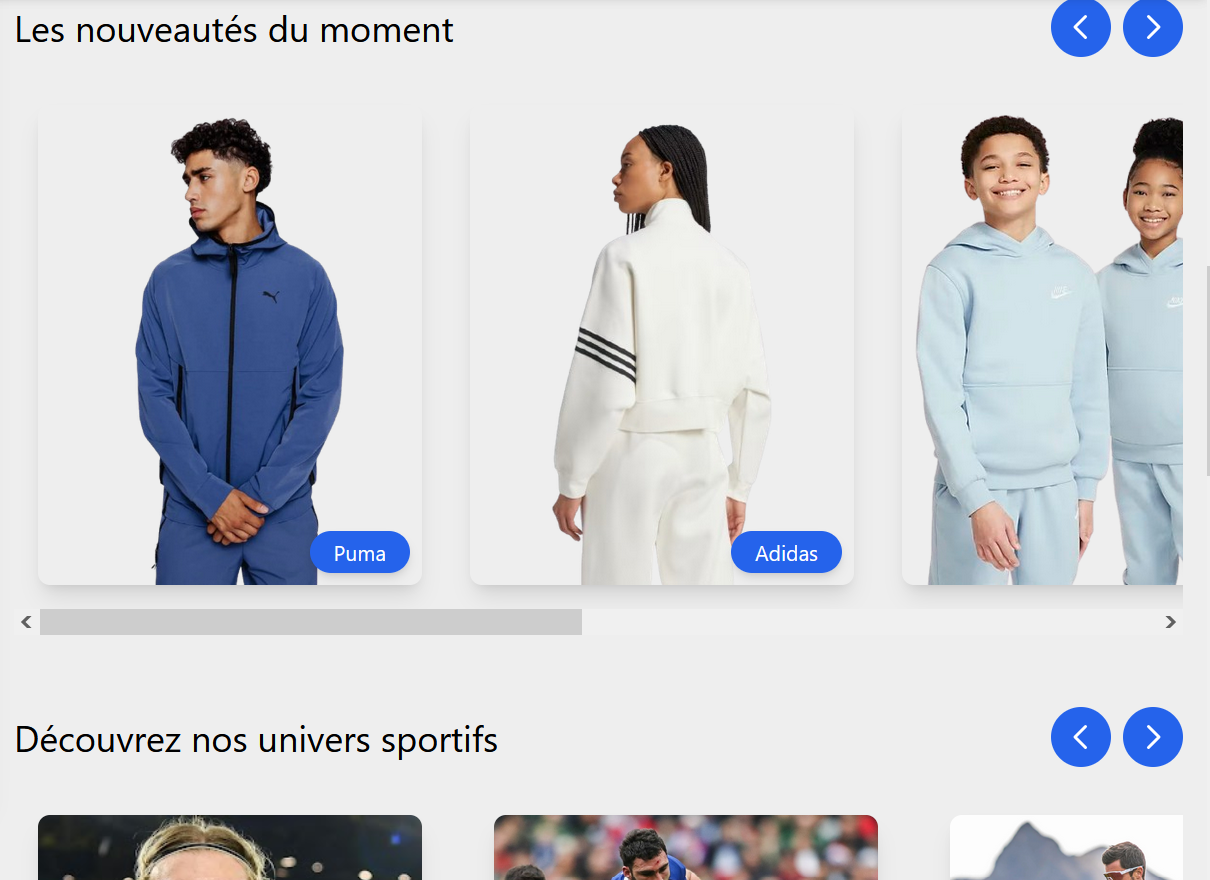 Les nouveautés du moment
Puma
Adidas
Découvrez nos univers sportifs